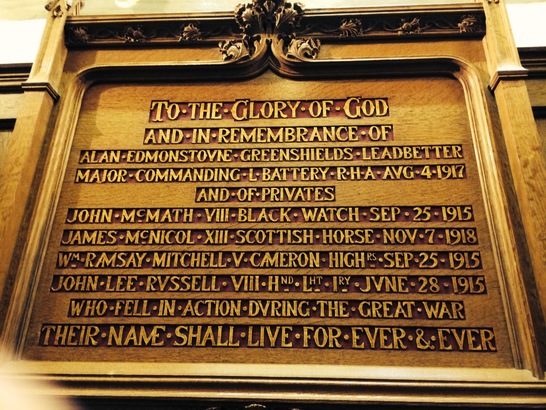 TO·THE·GLORY·OF·GOD
AND·IN·REMEMBRANCE·OF
ALAN·EDMONSTOVNE·GREENSHIELDS·LEADBETTER
MAJOR·COMMANDING·L·BATTERY·R·H·A·AUG·4·1917
AND·OF·PRIVATES
JOHN·McMATH·VIII·BLACK·WATCH·SEP·25·1915
JAMES·McNICOL·XIII·SCOTTISH·HORSE·NOV·7·1918
Wm·RAMSAY·MITCHELL·V·CAMERON·HIGHrs·SEP·25·1915
JOHN·LEE·RVSSELL·VIII·HND·LHT·IRY·JVNE·28·1915
WHO·FELL·IN·ACTION·DVRING·THE·GREAT·WAR
THEIR·NAME·SHALL·LIVE·FOR·EVER·&·EVER